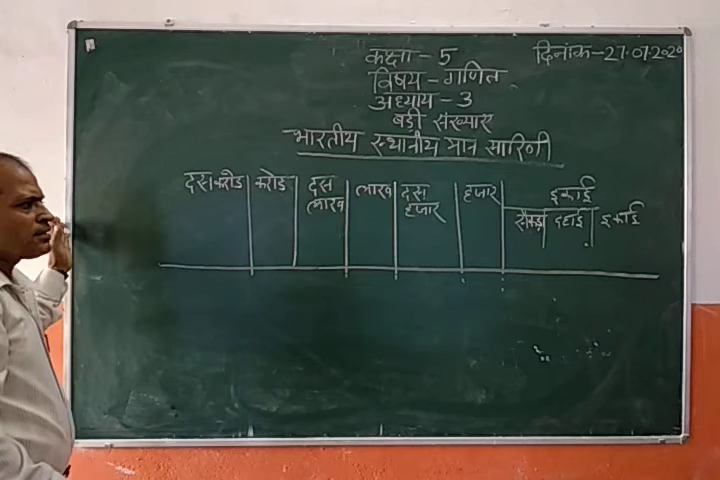 कक्षा - 5 दिनांक - 27.07.2020
विषय - गणित
अध्याय - 3
बड़ी संख्याएं
भारतीय स्थानीय मान सारिणी
दस करोड करोड दस लाख लाख दस हजार हजार इकाई
सैंकड़ा दहाई इकाई